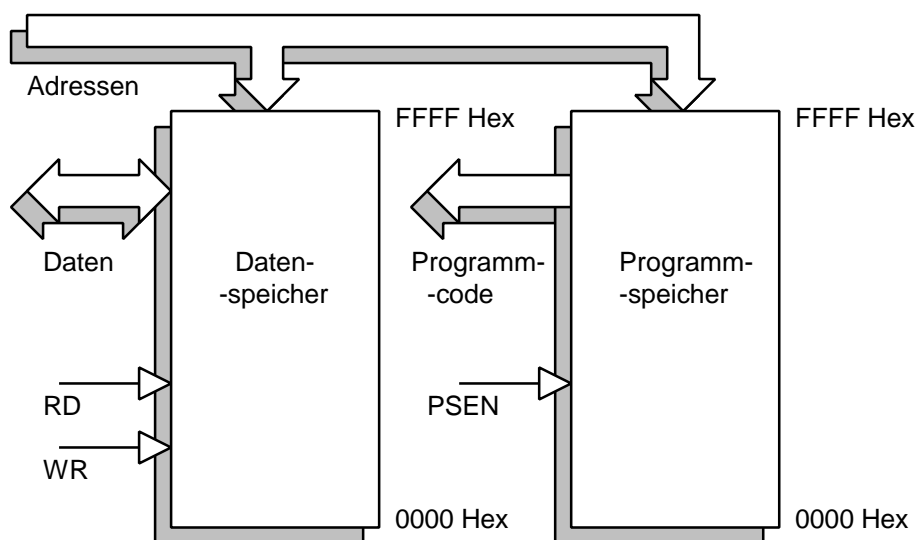 Adressen
FFFF Hex
FFFF Hex
Daten
Daten-
-speicher
Programm-
-code
Programm-
-speicher
RD
PSEN
WR
0000 Hex
0000 Hex